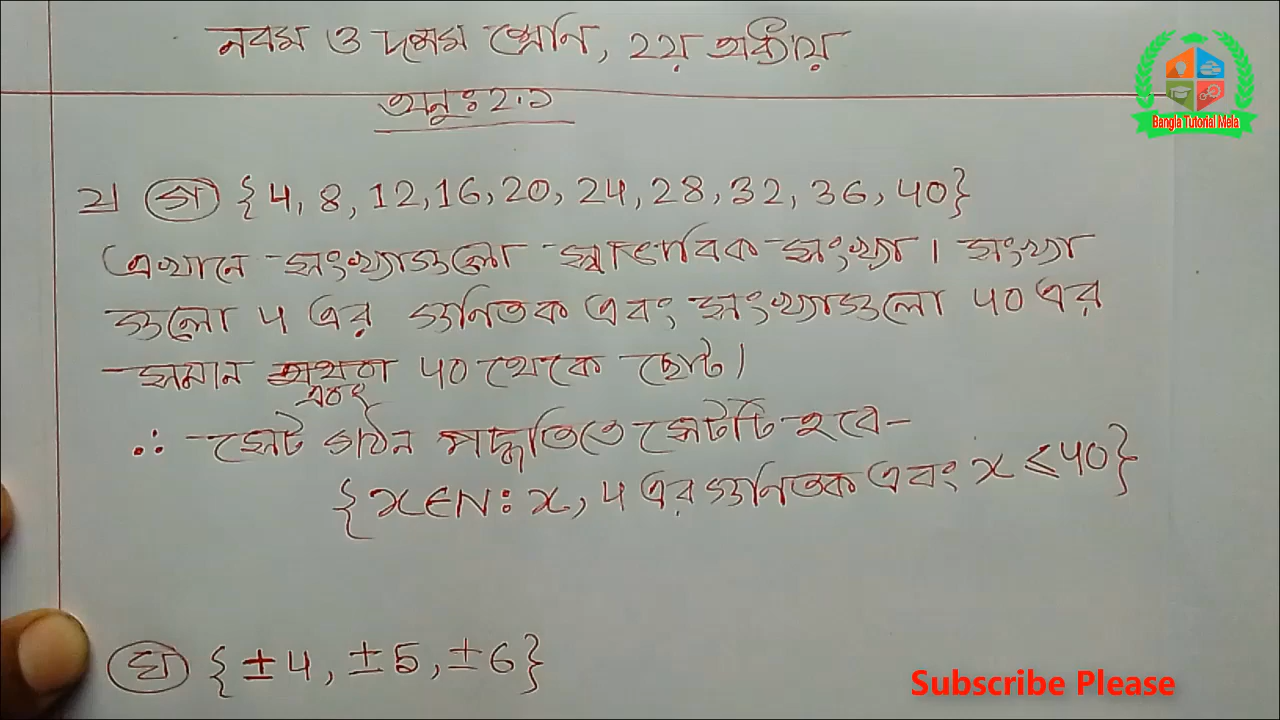 নবম ও দশম শ্রেনি, ২য় অধ্যায়
অনুঃ ২.১
Bangla Tutorial Mela
২। গ {4, 8, 12, 16, 20, 24, 28, 32, 36, 40}
এখানে সংখ্যাগুলো স্বাভাবিক সংখ্যা। সংখ্যা
গুলো 4 এর গুনিতক এবং সংখ্যাগুলো 40 এর
সমান অথবা 40 থেকে ছোট।
এবং
∴ সেট গঠন পদ্ধতিতে সেটটি হবে-
{x∈N: x, 4 এর গুনিতক এবং x ≤ 40}
ঘ {±4, ±5, ±6}
Subscribe Please